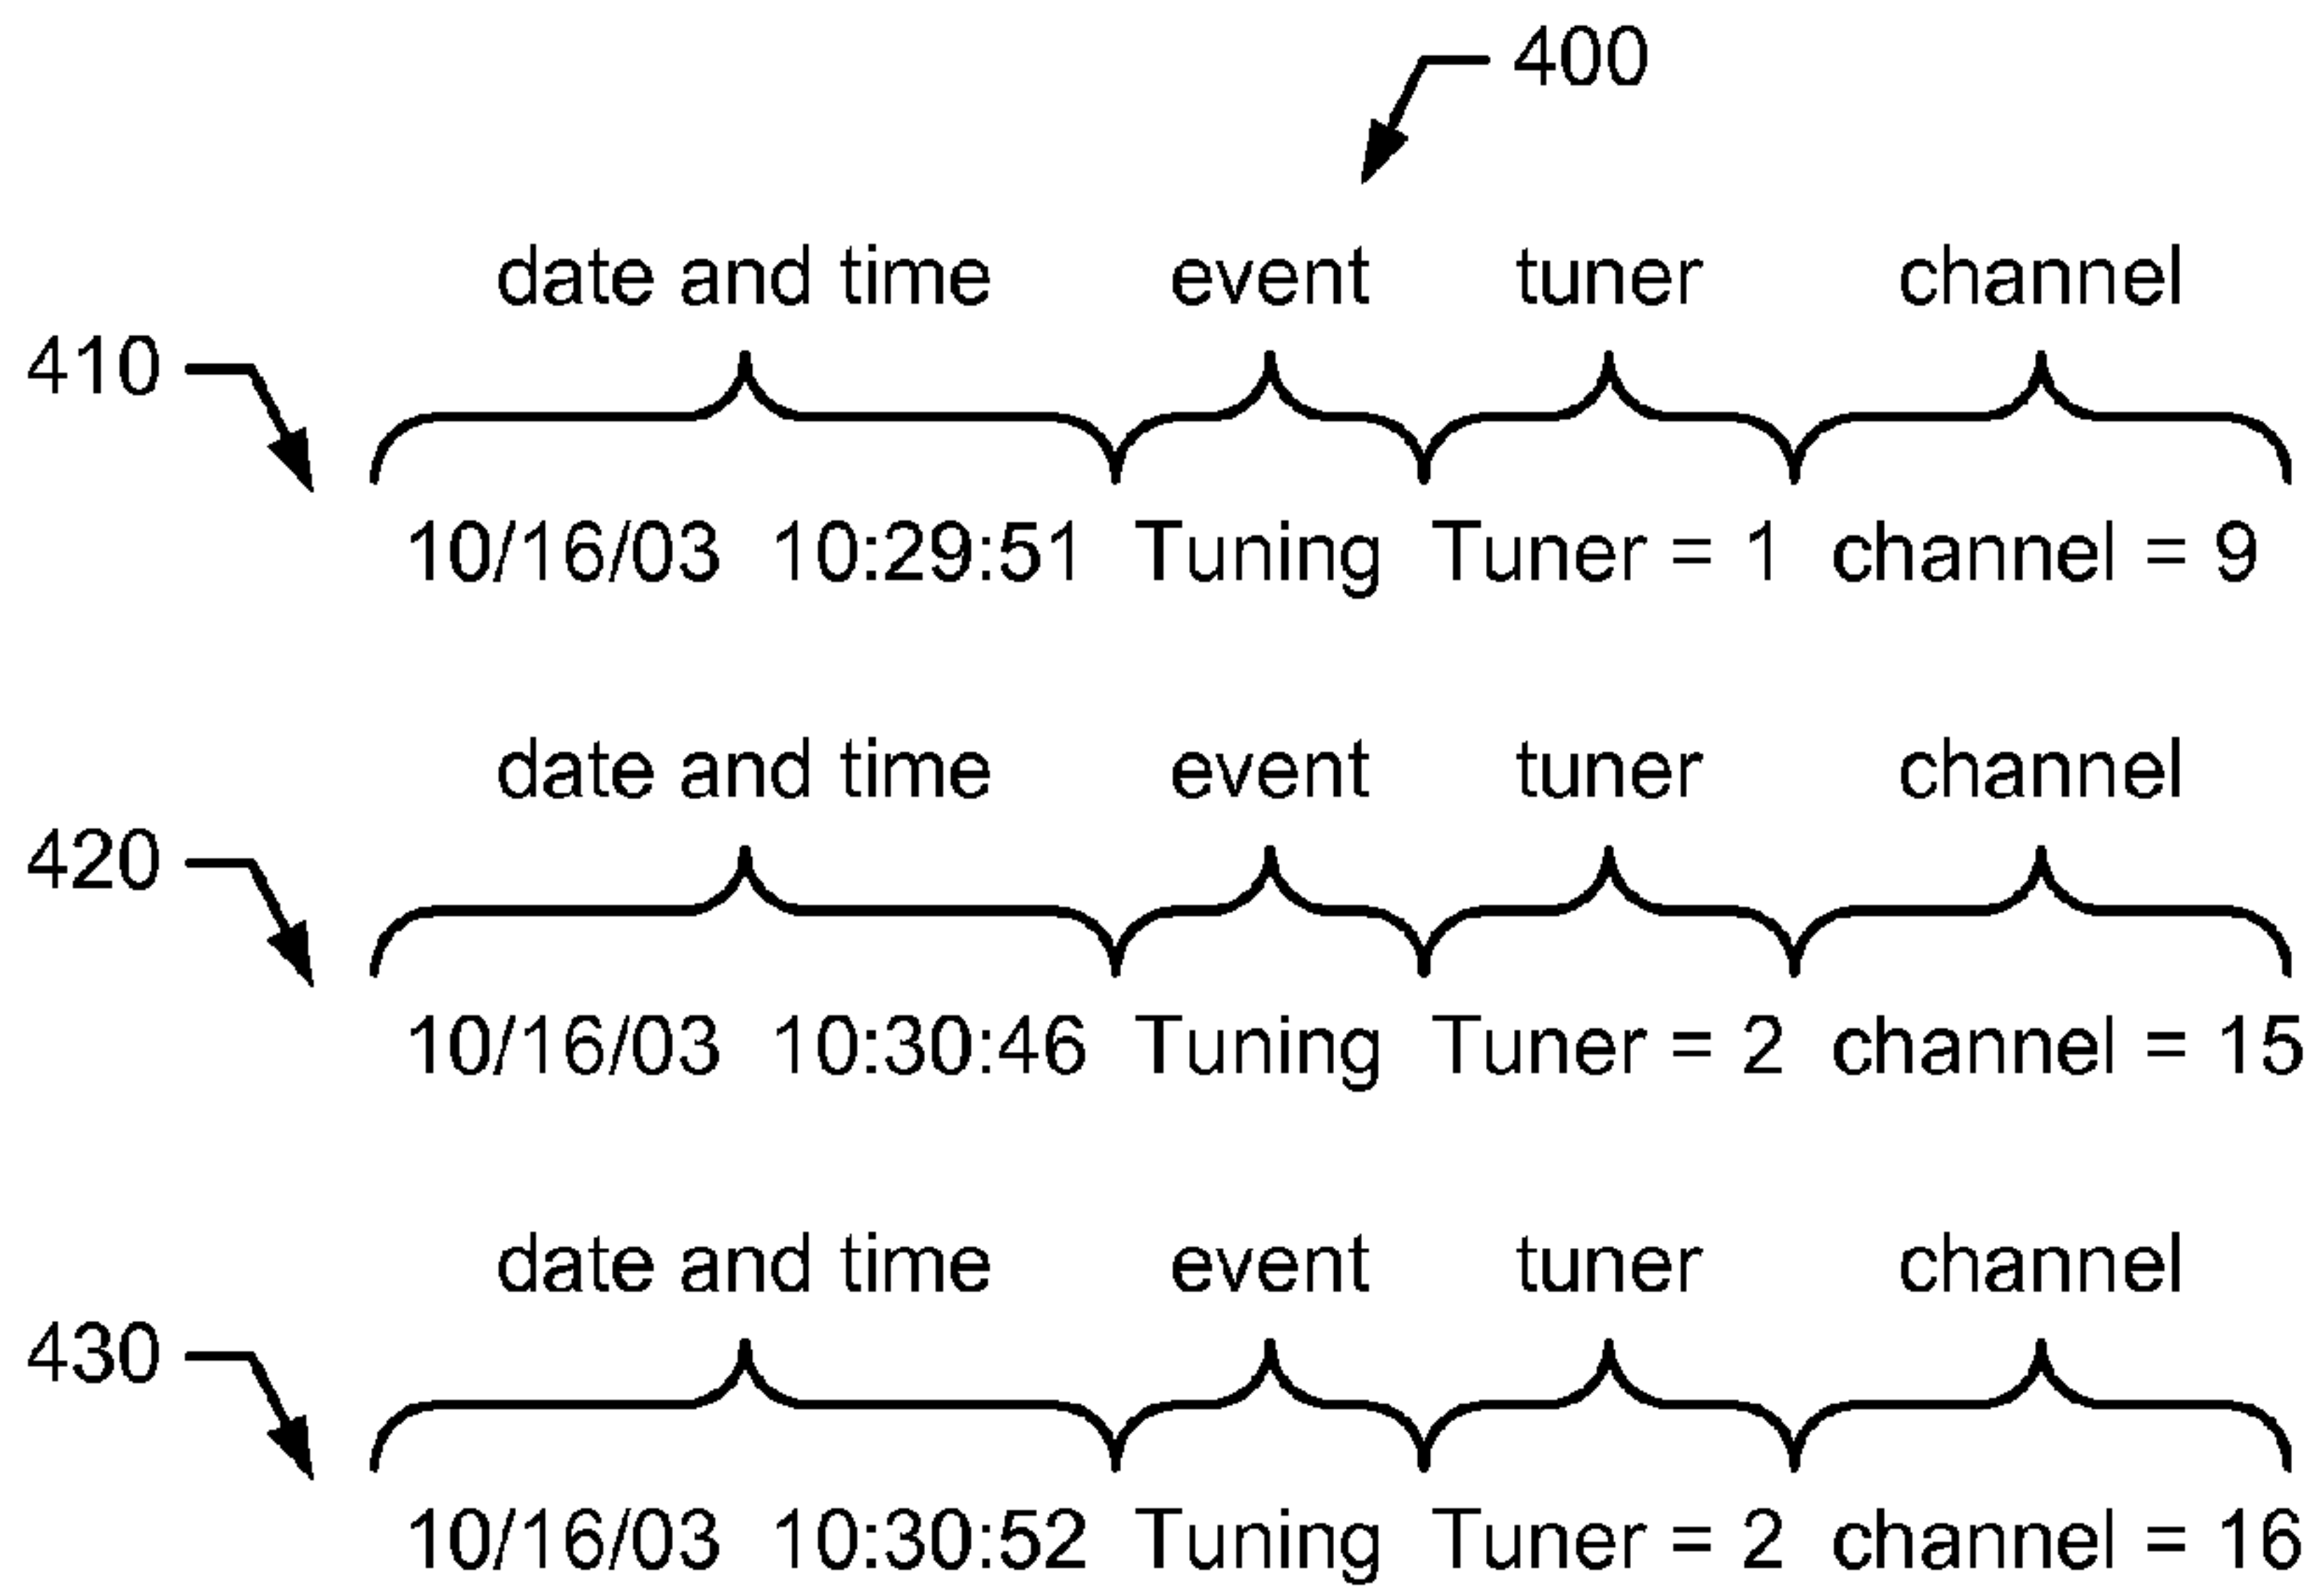 400
date and time event tuner channel
410
10/16/03 10:29:51 Tuning Tuner = 1 channel = 9
date and time event tuner channel
420
10/16/03 10:30:46 Tuning Tuner = 2 channel = 15
date and time event tuner channel
430
10/16/03 10:30:52 Tuning Tuner = 2 channel = 16